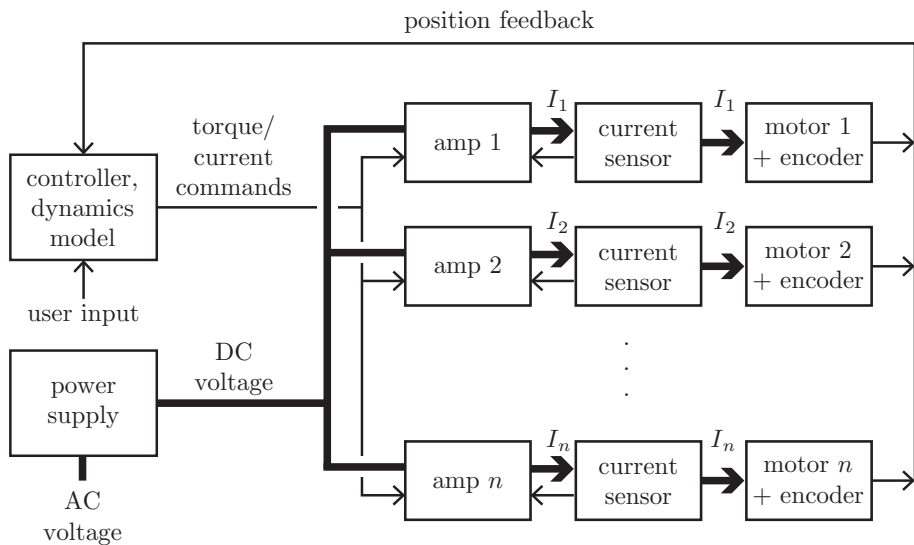 position feedback
torque/
current
commands
controller,
dynamics
model
user input
power
supply
AC
voltage
DC
voltage
amp 1
I₁
current
sensor
I₁
motor 1
+ encoder
amp 2
I₂
current
sensor
I₂
motor 2
+ encoder
.
.
.
amp n
Iₙ
current
sensor
Iₙ
motor n
+ encoder